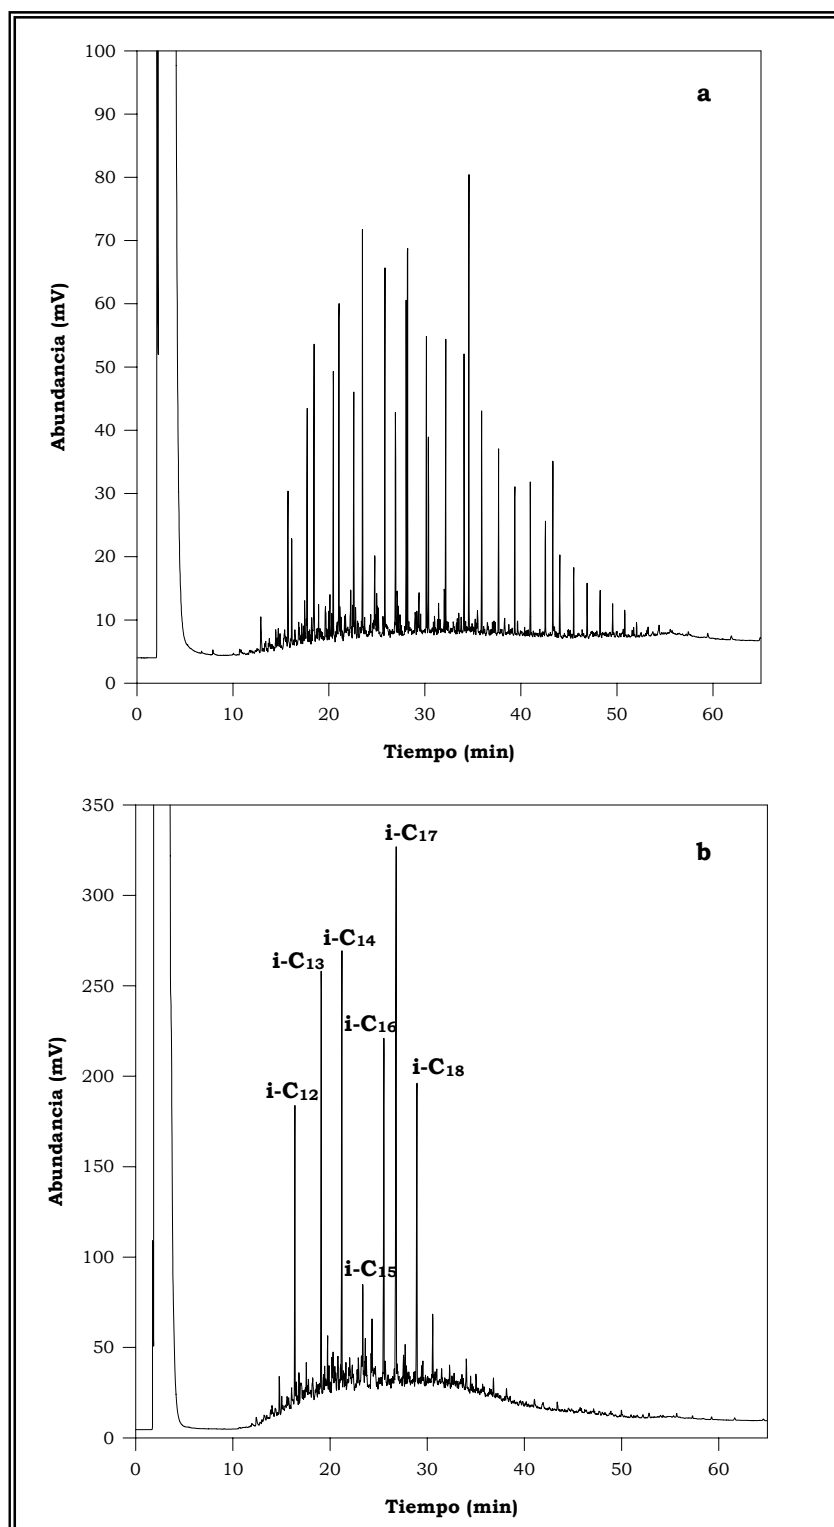 a
100
90
80
70
60
50
40
30
20
10
0
Abundancia (mV)
0 10 20 30 40 50 60
Tiempo (min)
b
350
300
250
200
150
100
50
0
Abundancia (mV)
i-C17
i-C14
i-C13
i-C16
i-C18
i-C12
i-C15
0 10 20 30 40 50 60
Tiempo (min)